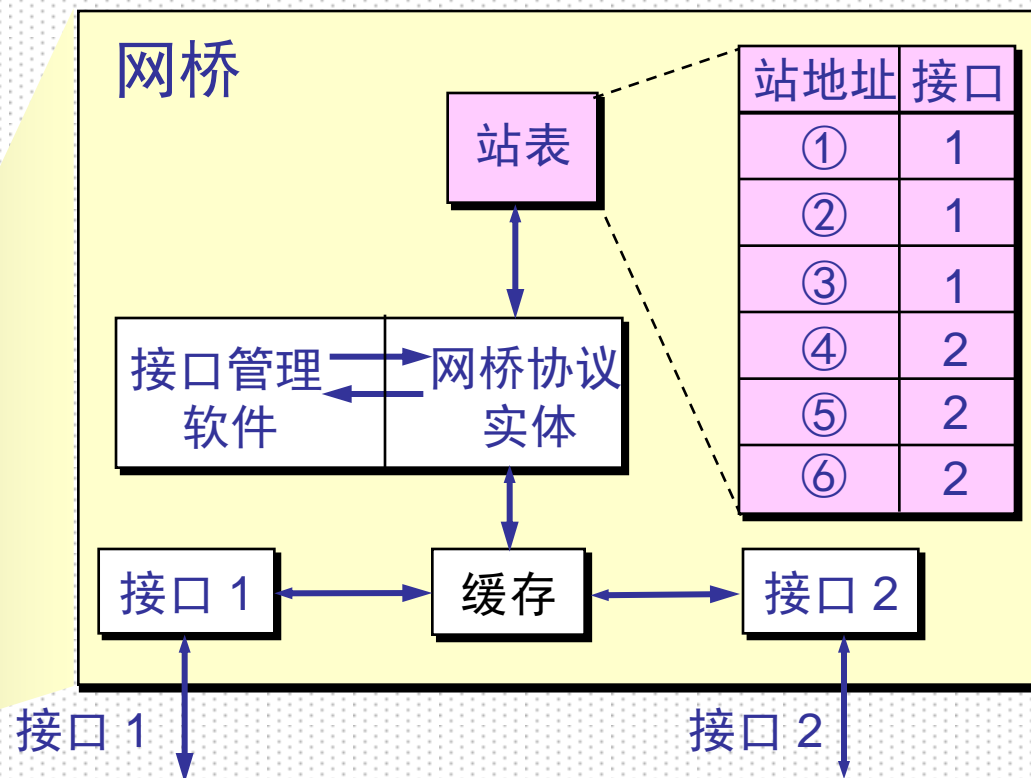 网桥
站表
站地址 接口
① 1
② 1
③ 1
④ 2
⑤ 2
⑥ 2
接口管理
软件
网桥协议
实体
接口 1
缓存
接口 2
接口 1
接口 2